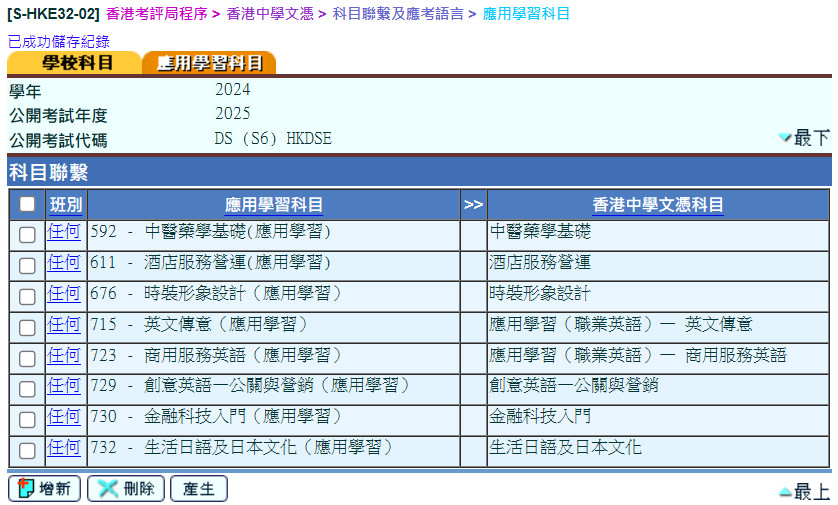 [S-HKE32-02] 香港考評局程序 > 香港中學文憑 > 科目聯繫及應考語言 > 應用學習科目
已成功儲存紀錄
學校科目 應用學習科目
學年 2024
公開考試年度 2025
公開考試代碼 DS (S6) HKDSE 最下
科目聯繫
班別 應用學習科目 >> 香港中學文憑科目
任何 592 - 中醫藥學基礎(應用學習) 中醫藥學基礎
任何 611 - 酒店服務營運(應用學習) 酒店服務營運
任何 676 - 時裝形象設計（應用學習） 時裝形象設計
任何 715 - 英文傳意（應用學習） 應用學習（職業英語）— 英文傳意
任何 723 - 商用服務英語（應用學習） 應用學習（職業英語）— 商用服務英語
任何 729 - 創意英語—公關與營銷（應用學習） 創意英語—公關與營銷
任何 730 - 金融科技入門（應用學習） 金融科技入門
任何 732 - 生活日語及日本文化（應用學習） 生活日語及日本文化
增新 刪除 產生 最上